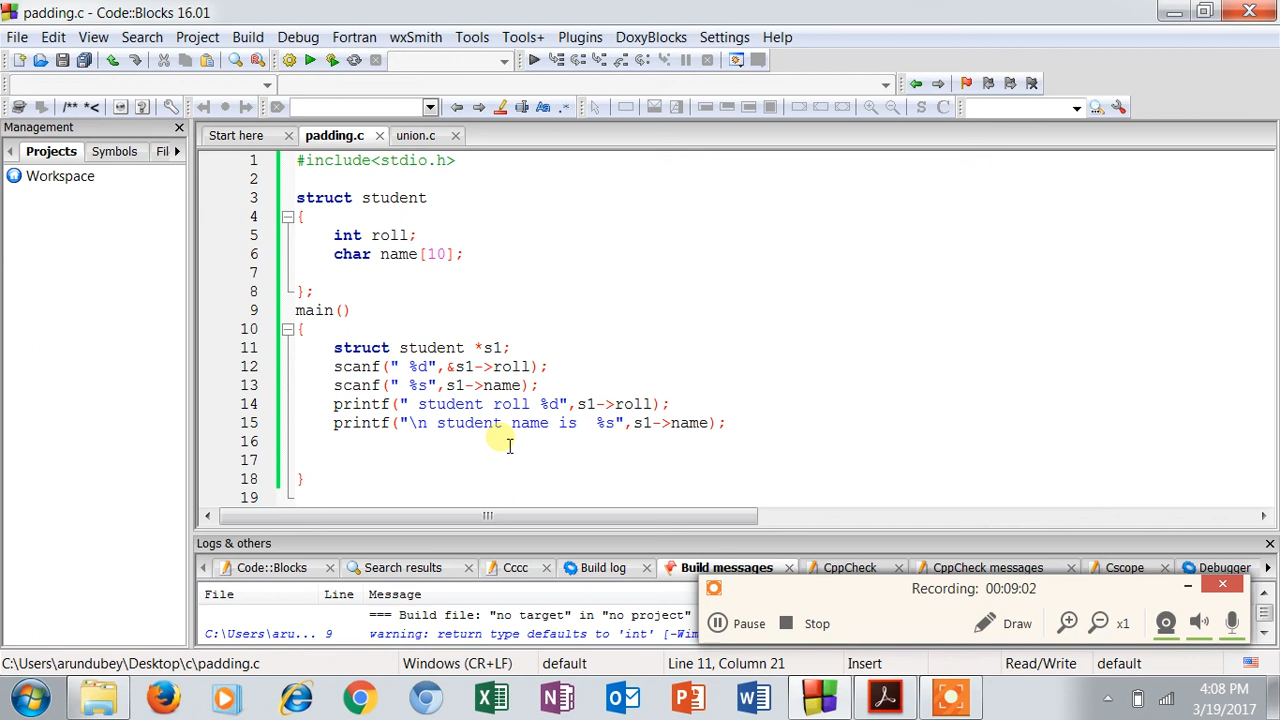 padding.c - Code::Blocks 16.01
File Edit View Search Project Build Debug Fortran wxSmith Tools Tools+ Plugins DoxyBlocks Settings Help
/** *< Aa .* S C
Management
Projects Symbols Fil
Workspace
Start here padding.c union.c
1 #include<stdio.h>
2
3 struct student
4 {
5 int roll;
6 char name[10];
7
8 };
9 main()
10 {
11 struct student *s1;
12 scanf(" %d",&s1->roll);
13 scanf(" %s",s1->name);
14 printf(" student roll %d",s1->roll);
15 printf("\n student name is  %s",s1->name);
16
17
18 }
19
Logs & others
Code::Blocks Search results Cccc Build log Build messages CppCheck CppCheck messages Cscope Debugger
File Line Message
=== Build file: "no target" in "no project"
C:\Users\aru... 9 warning: return type defaults to 'int' [-Wim
Recording: 00:09:02
Pause Stop Draw x1
C:\Users\arundubey\Desktop\c\padding.c Windows (CR+LF) default Line 11, Column 21 Insert Read/Write default
4:08 PM
3/19/2017